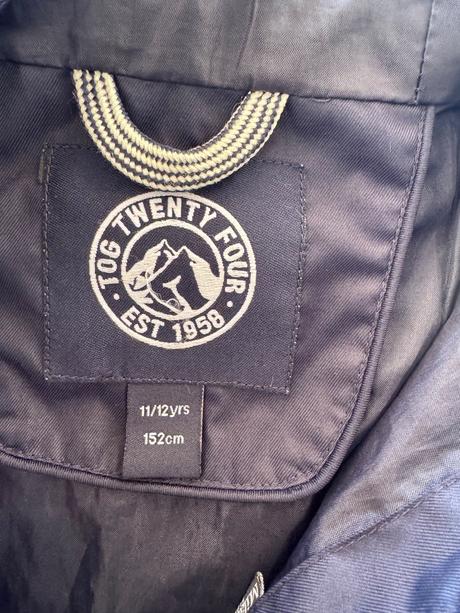 TOG TWENTY FOUR
· EST 1958 ·
11/12yrs
152cm